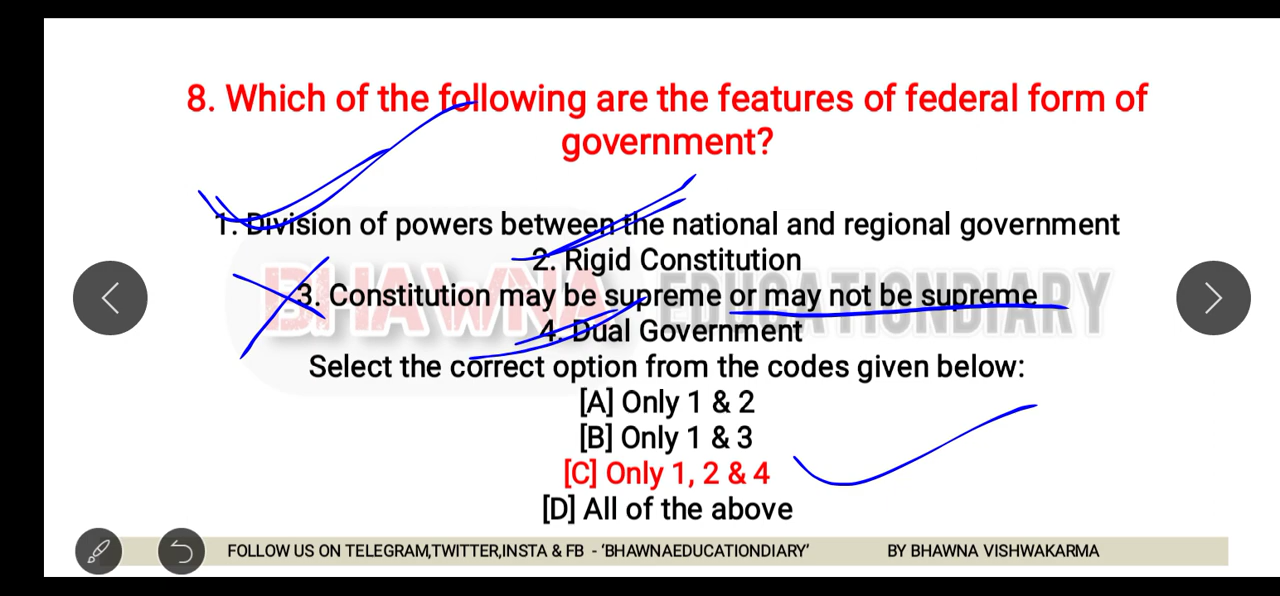 8. Which of the following are the features of federal form of
government?
1. Division of powers between the national and regional government
2. Rigid Constitution
3. Constitution may be supreme or may not be supreme
4. Dual Government
Select the correct option from the codes given below:
[A] Only 1 & 2
[B] Only 1 & 3
[C] Only 1, 2 & 4
[D] All of the above
BHAWNA EDUCATIONDIARY
FOLLOW US ON TELEGRAM,TWITTER,INSTA & FB - 'BHAWNAEDUCATIONDIARY' BY BHAWNA VISHWAKARMA